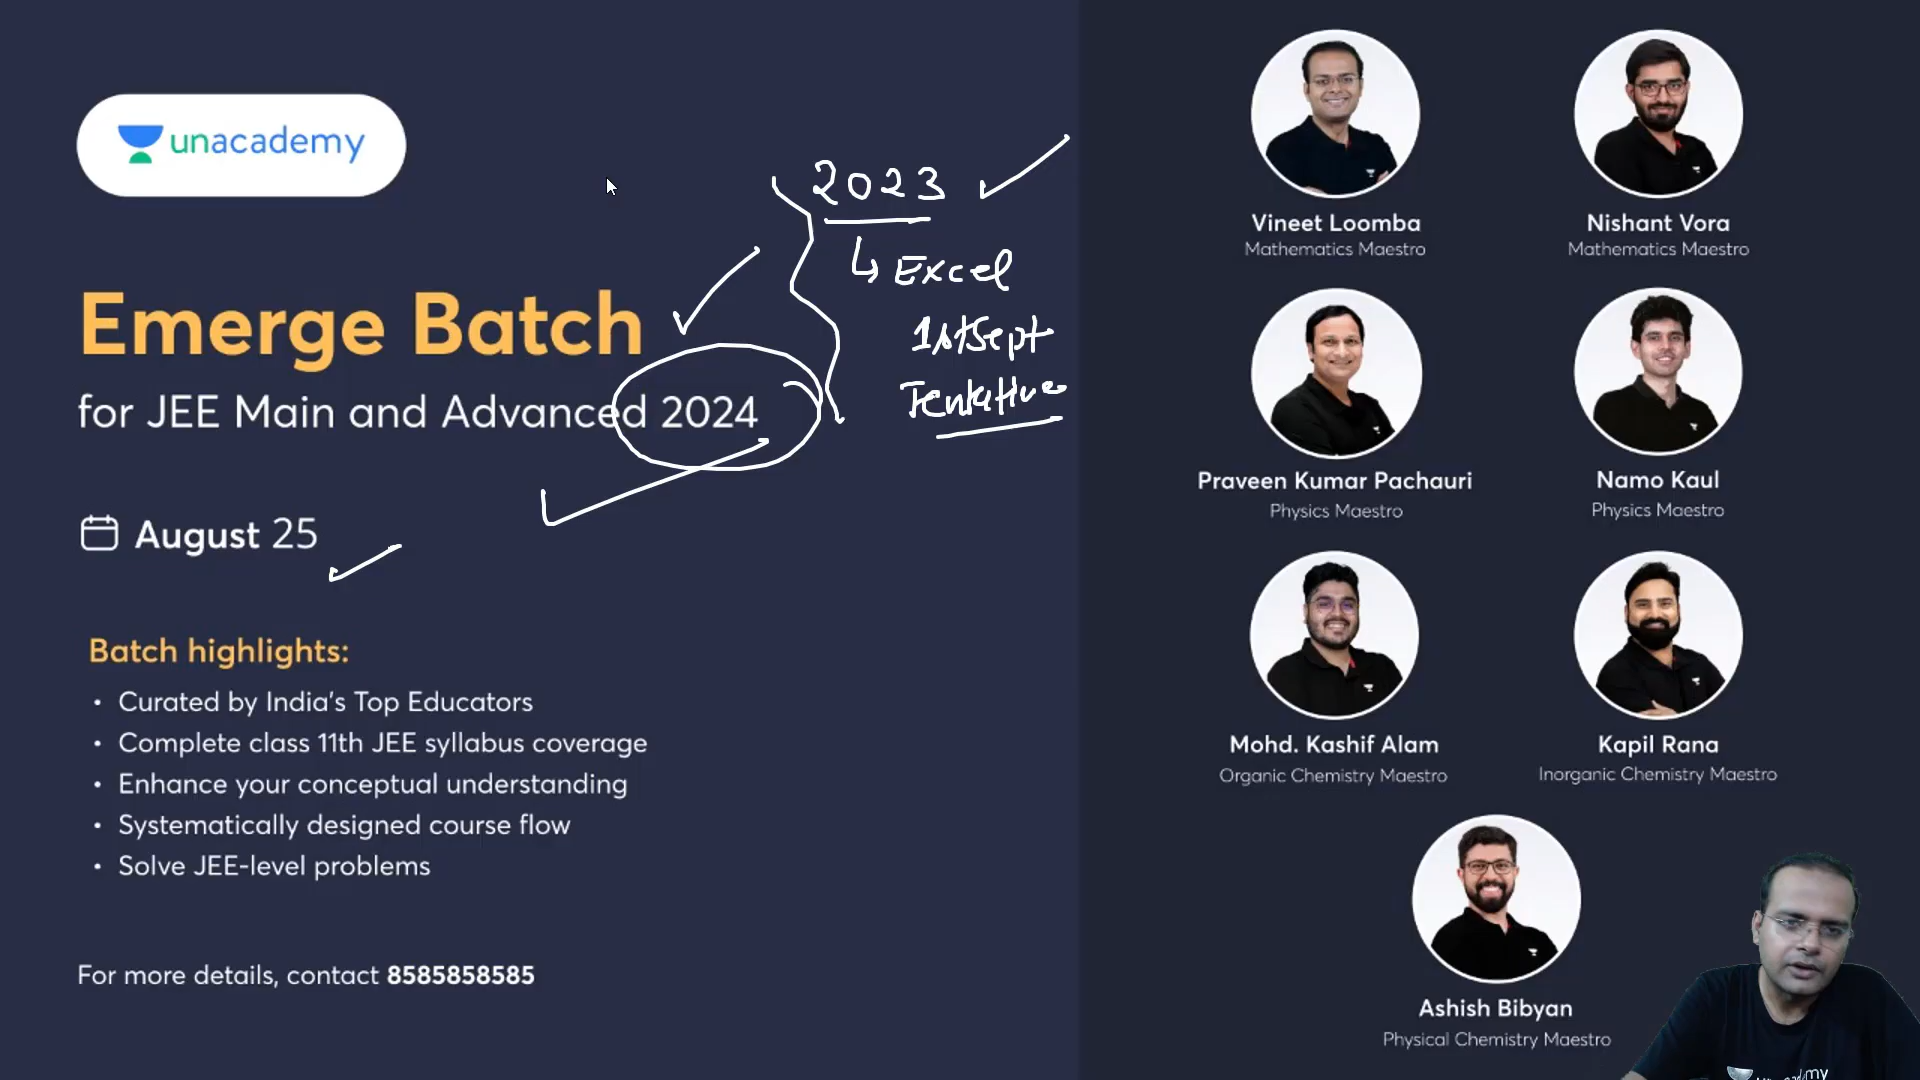 unacademy
Emerge Batch
for JEE Main and Advanced 2024
August 25
Batch highlights:
• Curated by India's Top Educators
• Complete class 11th JEE syllabus coverage
• Enhance your conceptual understanding
• Systematically designed course flow
• Solve JEE-level problems
For more details, contact 8585858585
2023
↳ Excel
1st Sept
Tentative
Vineet Loomba
Mathematics Maestro
Nishant Vora
Mathematics Maestro
Praveen Kumar Pachauri
Physics Maestro
Namo Kaul
Physics Maestro
Mohd. Kashif Alam
Organic Chemistry Maestro
Kapil Rana
Inorganic Chemistry Maestro
Ashish Bibyan
Physical Chemistry Maestro